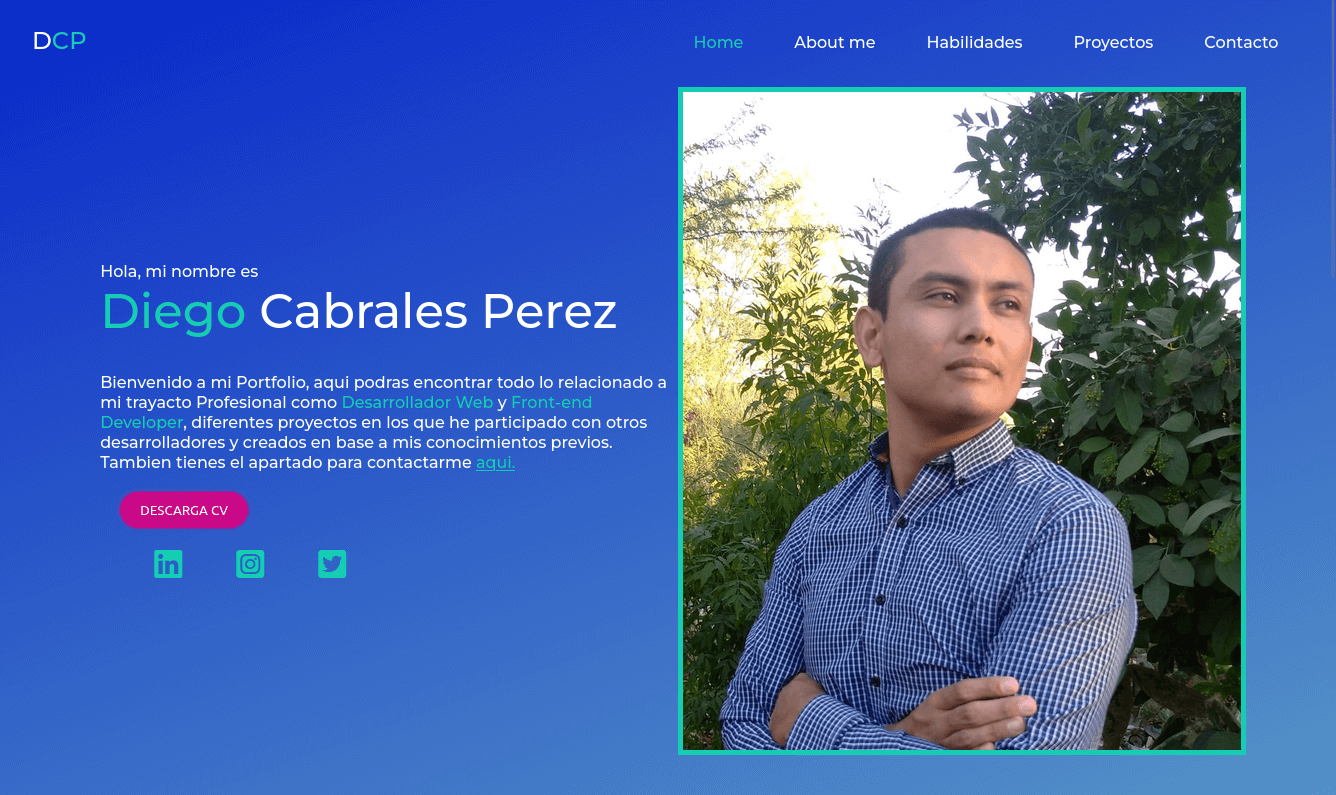 DCP
Home About me Habilidades Proyectos Contacto
Hola, mi nombre es
Diego Cabrales Perez
Bienvenido a mi Portfolio, aqui podras encontrar todo lo relacionado a
mi trayacto Profesional como Desarrollador Web y Front-end
Developer, diferentes proyectos en los que he participado con otros
desarrolladores y creados en base a mis conocimientos previos.
Tambien tienes el apartado para contactarme aqui.
DESCARGA CV